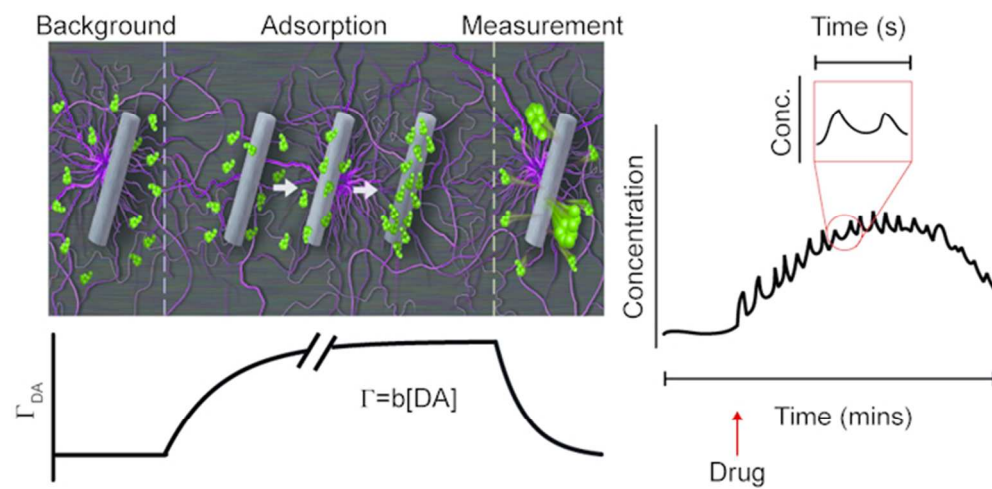 Background
Adsorption
Measurement
Γ_DA
Γ=b[DA]
Time (s)
Conc.
Concentration
Time (mins)
Drug